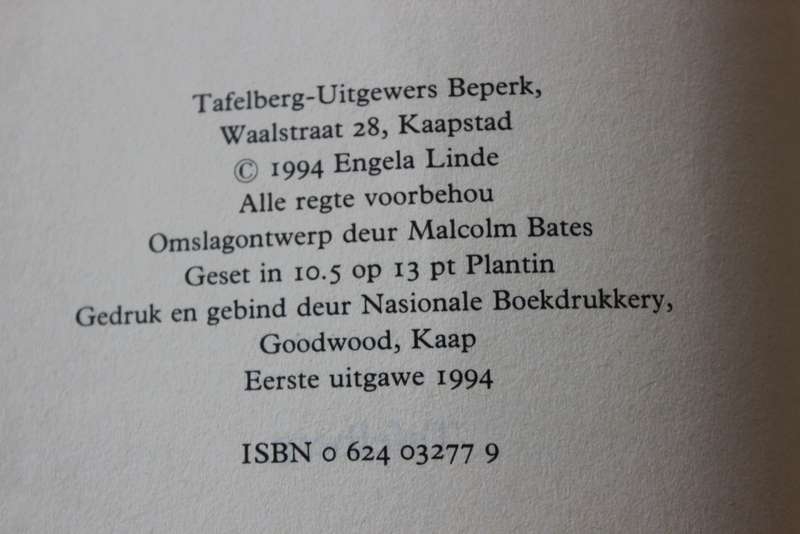 Tafelberg-Uitgewers Beperk,
Waalstraat 28, Kaapstad
© 1994 Engela Linde
Alle regte voorbehou
Omslagontwerp deur Malcolm Bates
Geset in 10.5 op 13 pt Plantin
Gedruk en gebind deur Nasionale Boekdrukkery,
Goodwood, Kaap
Eerste uitgawe 1994
ISBN 0 624 03277 9